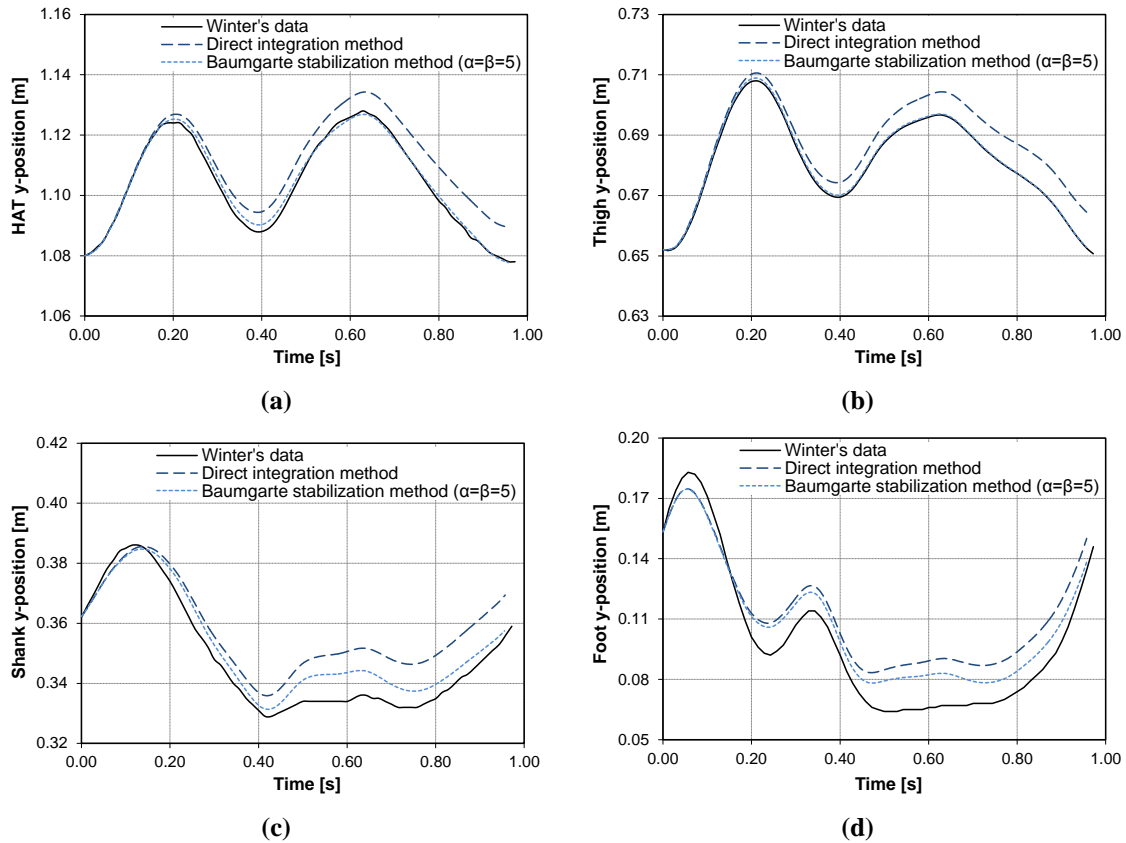 1.16
1.14
1.12
1.10
1.08
1.06
HAT y-position [m]
Winter's data
Direct integration method
Baumgarte stabilization method (α=β=5)
0.00 0.20 0.40 0.60 0.80 1.00
Time [s]
(a)
0.73
0.71
0.69
0.67
0.65
0.63
Thigh y-position [m]
Winter's data
Direct integration method
Baumgarte stabilization method (α=β=5)
0.00 0.20 0.40 0.60 0.80 1.00
Time [s]
(b)
0.42
0.40
0.38
0.36
0.34
0.32
Shank y-position [m]
Winter's data
Direct integration method
Baumgarte stabilization method (α=β=5)
0.00 0.20 0.40 0.60 0.80 1.00
Time [s]
(c)
0.20
0.17
0.14
0.11
0.08
0.05
Foot y-position [m]
Winter's data
Direct integration method
Baumgarte stabilization method (α=β=5)
0.00 0.20 0.40 0.60 0.80 1.00
Time [s]
(d)